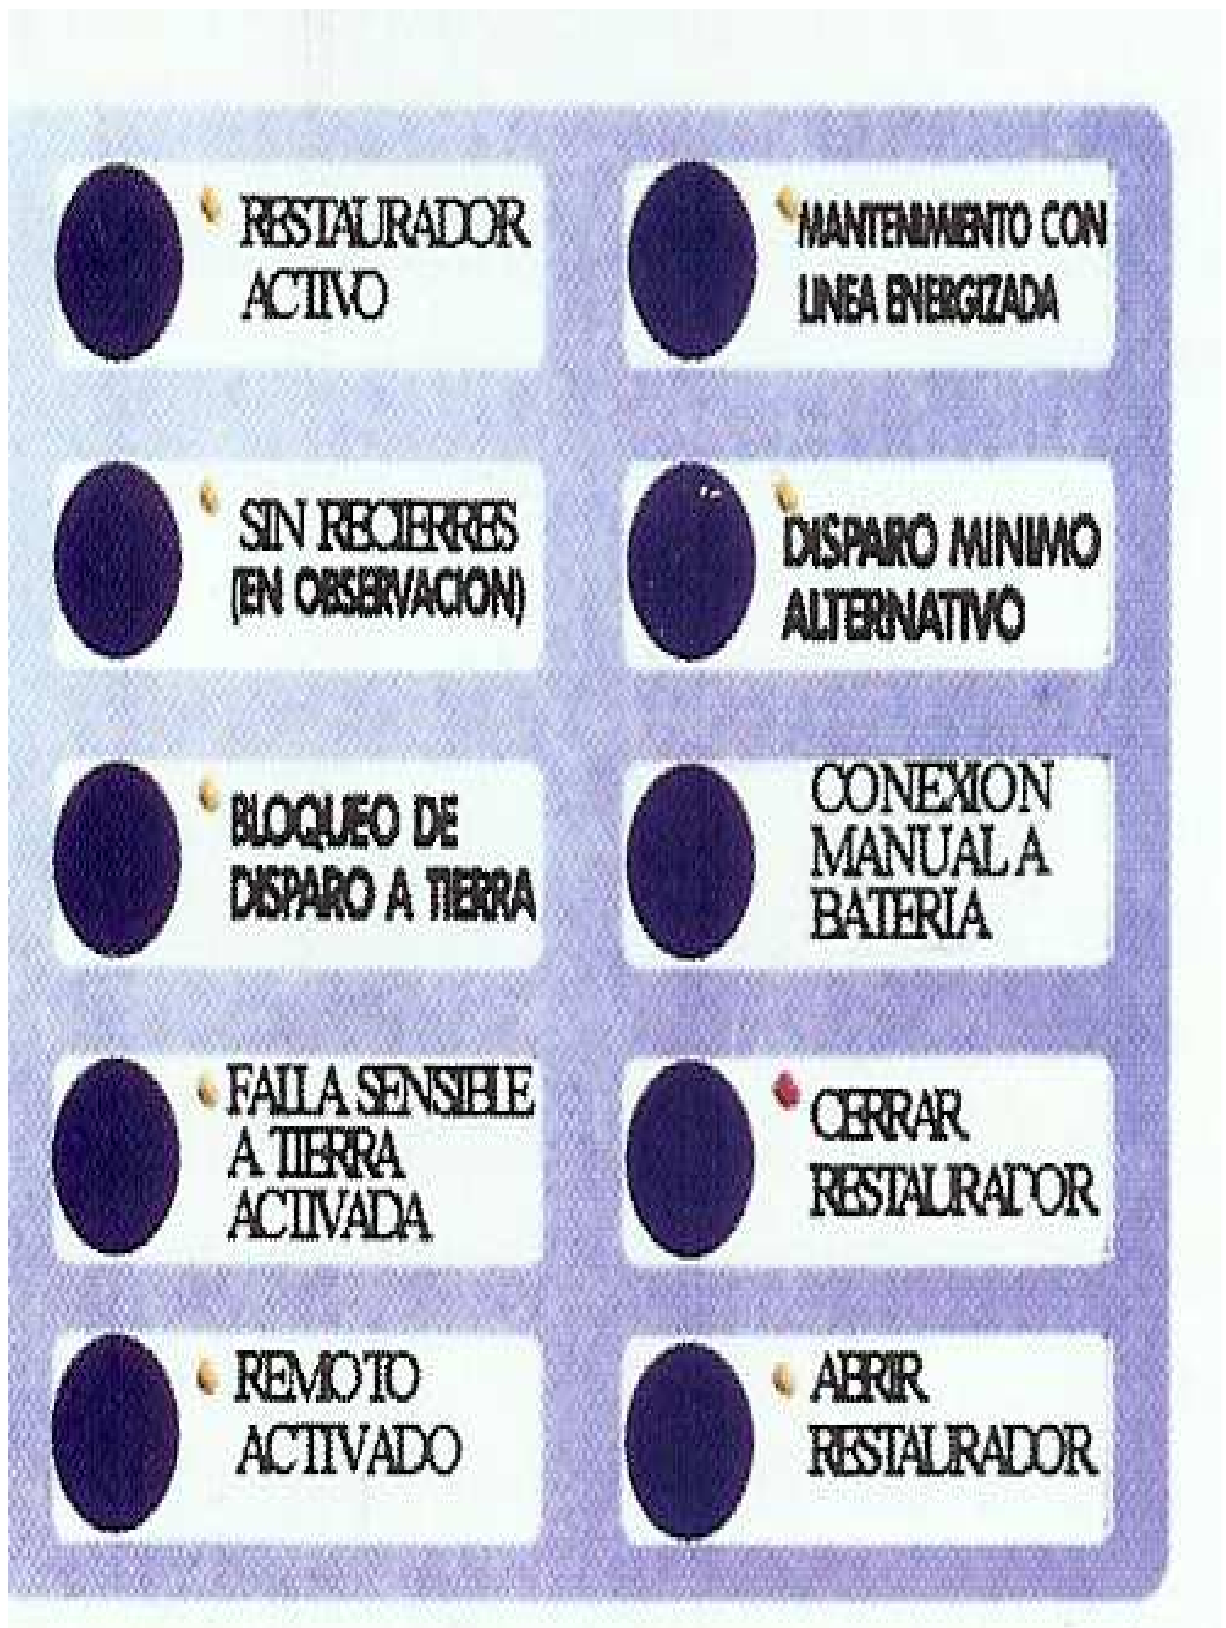 RESTAURADOR
ACTIVO
SIN RECIERRES
(EN OBSERVACION)
BLOQUEO DE
DISPARO A TIERRA
FALLA SENSIBLE
A TIERRA
ACTIVADA
REMOTO
ACTIVADO
MANTENIMIENTO CON
LINEA ENERGIZADA
DISPARO MINIMO
ALTERNATIVO
CONEXION
MANUAL A
BATERIA
CERRAR
RESTAURADOR
ABRIR
RESTAURADOR